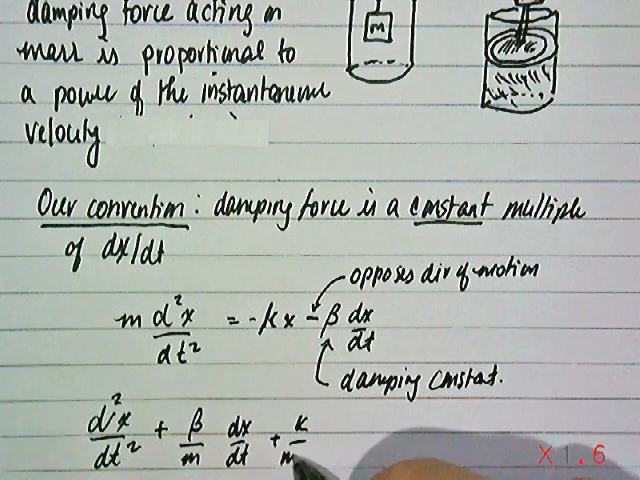 damping force acting on
mass is proportional to
a power of the instantaneous
velocity
m
Our convention: damping force is a constant multiple
of dx/dt
opposes dir of motion
m d²x/dt² = -kx - β dx/dt
damping constant.
d²x/dt² + β/m dx/dt + k/m
X1.6